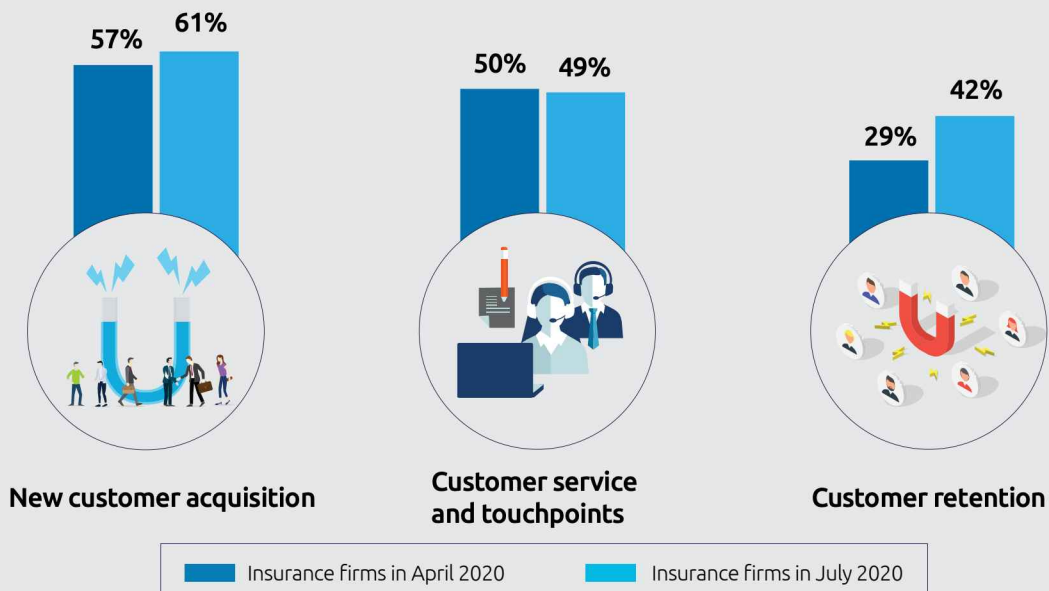 57%
61%
50%
49%
29%
42%
New customer acquisition
Customer service
and touchpoints
Customer retention
Insurance firms in April 2020
Insurance firms in July 2020